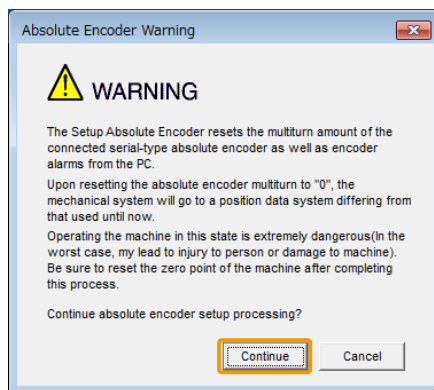 Absolute Encoder Warning
WARNING
The Setup Absolute Encoder resets the multiturn amount of the
connected serial-type absolute encoder as well as encoder
alarms from the PC.
Upon resetting the absolute encoder multiturn to "0", the
mechanical system will go to a position data system differing from
that used until now.
Operating the machine in this state is extremely dangerous(In the
worst case, my lead to injury to person or damage to machine).
Be sure to reset the zero point of the machine after completing
this process.
Continue absolute encoder setup processing?
Continue Cancel